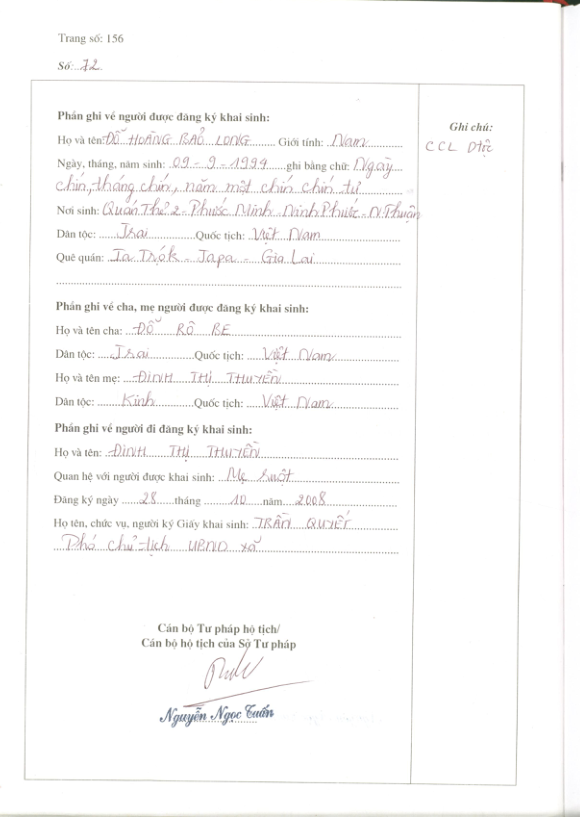 Trang số: 156
Số: 72
Phần ghi về người được đăng ký khai sinh:
Họ và tên: ĐỖ HOÀNG BẢO LONG Giới tính: Nam
Ngày, tháng, năm sinh: 09 - 9 - 1999 ghi bằng chữ: Ngày
chín, tháng chín, năm một chín chín tư
Nơi sinh: Quán Thẻ 2 - Phước Minh - Ninh Phước - N.Thuận
Dân tộc: Jrai Quốc tịch: Việt Nam
Quê quán: Ia Trốk - Iapa - Gia Lai
Phần ghi về cha, mẹ người được đăng ký khai sinh:
Họ và tên cha: ĐỖ RÔ BE
Dân tộc: Jrai Quốc tịch: Việt Nam
Họ và tên mẹ: ĐINH THỊ THUYỀN
Dân tộc: Kinh Quốc tịch: Việt Nam
Phần ghi về người đi đăng ký khai sinh:
Họ và tên: ĐINH THỊ THUYỀN
Quan hệ với người được khai sinh: Mẹ ruột
Đăng ký ngày 28 tháng 10 năm 2008
Họ tên, chức vụ, người ký Giấy khai sinh: TRẦN QUYẾT
Phó chủ tịch UBND xã
Cán bộ Tư pháp hộ tịch/
Cán bộ hộ tịch của Sở Tư pháp
Nguyễn Ngọc Tuấn
Ghi chú:
CCL